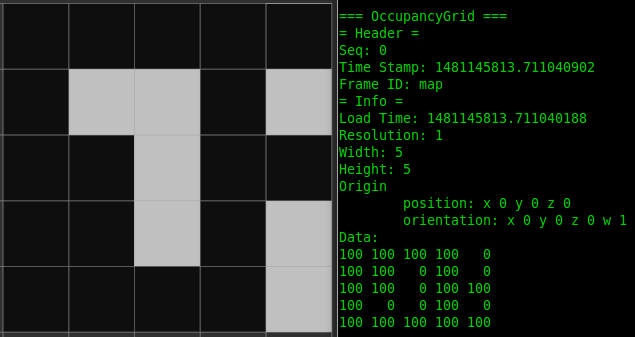 === OccupancyGrid ===
= Header =
Seq: 0
Time Stamp: 1481145813.711040902
Frame ID: map
= Info =
Load Time: 1481145813.711040188
Resolution: 1
Width: 5
Height: 5
Origin
        position: x 0 y 0 z 0
        orientation: x 0 y 0 z 0 w 1
Data:
100 100 100 100   0
100 100   0 100   0
100 100   0 100 100
100   0   0 100   0
100 100 100 100 100